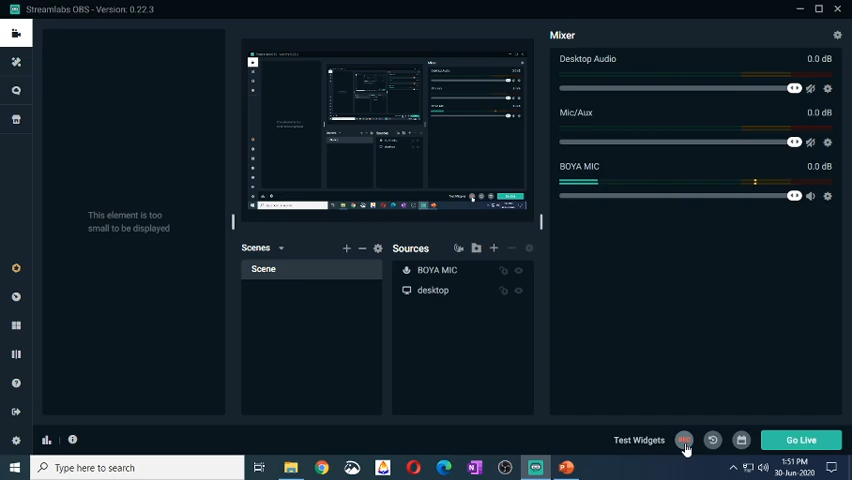 Streamlabs OBS - Version: 0.22.3
This element is too
small to be displayed
Scenes
Scene
Sources
BOYA MIC
desktop
Mixer
Desktop Audio 0.0 dB
Mic/Aux 0.0 dB
BOYA MIC 0.0 dB
Test Widgets REC Go Live
Type here to search
1:51 PM
30-Jun-2020